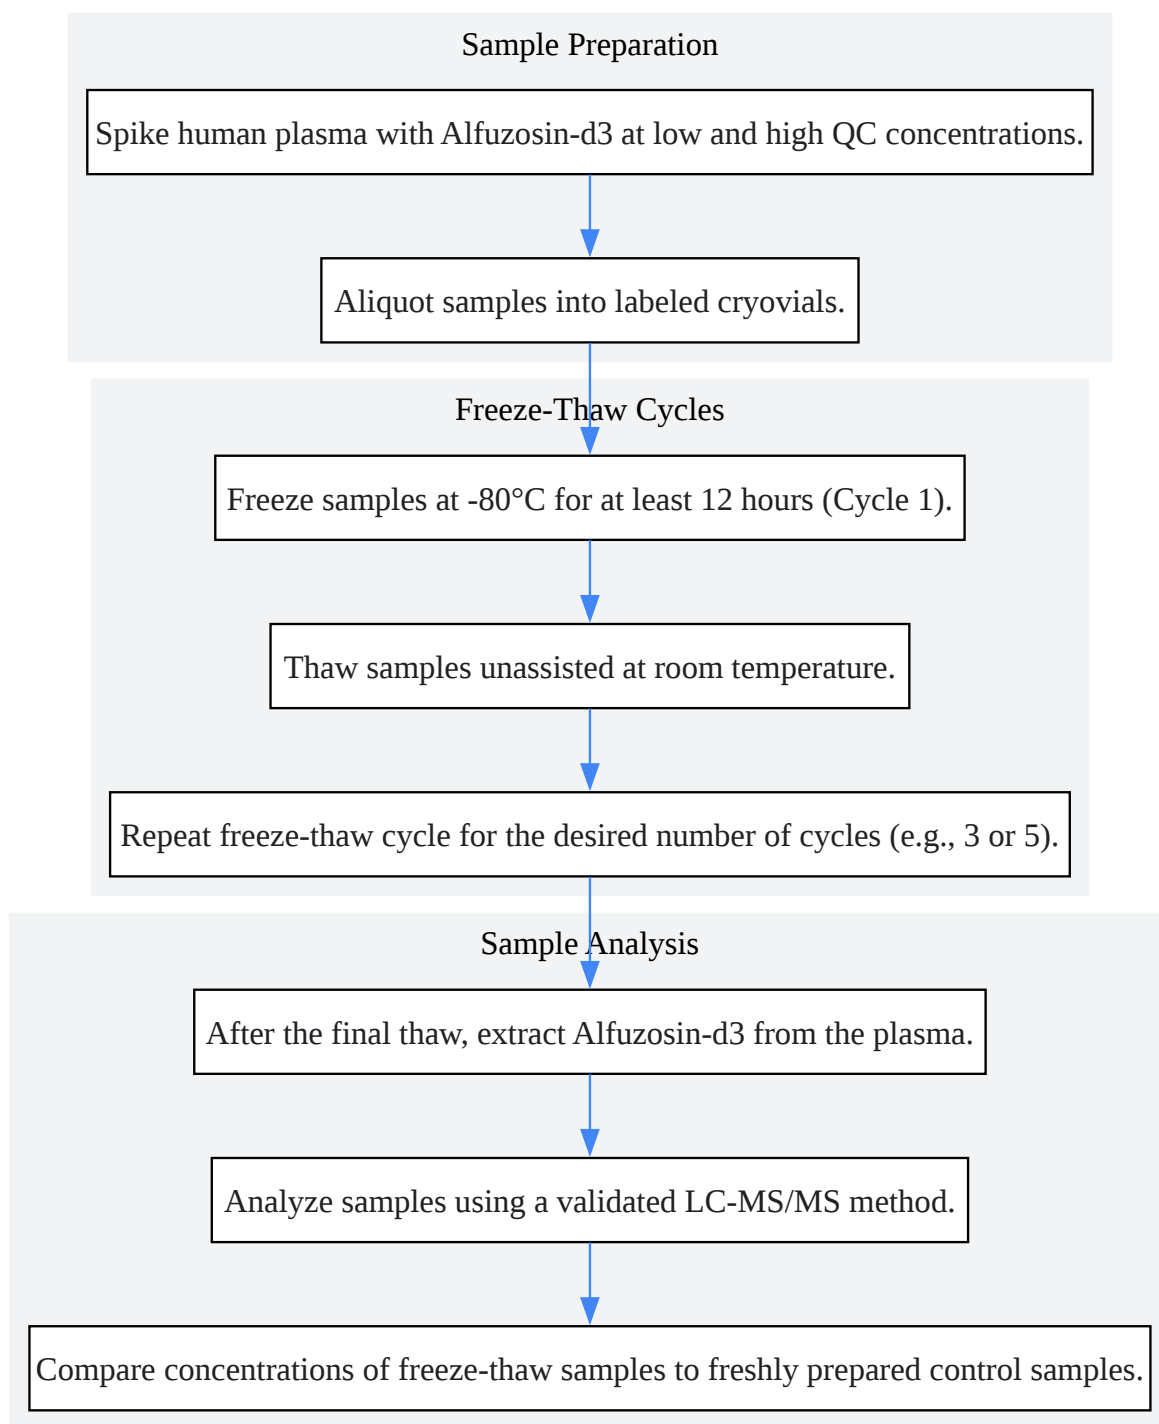 Sample Preparation
Spike human plasma with Alfuzosin-d3 at low and high QC concentrations.
Aliquot samples into labeled cryovials.
Freeze-Thaw Cycles
Freeze samples at -80°C for at least 12 hours (Cycle 1).
Thaw samples unassisted at room temperature.
Repeat freeze-thaw cycle for the desired number of cycles (e.g., 3 or 5).
Sample Analysis
After the final thaw, extract Alfuzosin-d3 from the plasma.
Analyze samples using a validated LC-MS/MS method.
Compare concentrations of freeze-thaw samples to freshly prepared control samples.